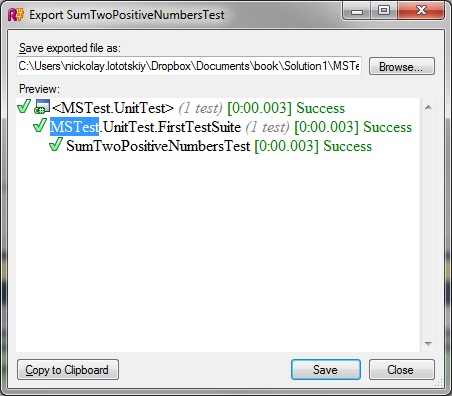 Export SumTwoPositiveNumbersTest
Save exported file as:
C:\Users\nickolay.lototskiy\Dropbox\Documents\book\Solution1\MSTe
Browse...
Preview:
<MSTest.UnitTest> (1 test) [0:00.003] Success
MSTest.UnitTest.FirstTestSuite (1 test) [0:00.003] Success
SumTwoPositiveNumbersTest [0:00.003] Success
Copy to Clipboard
Save
Close